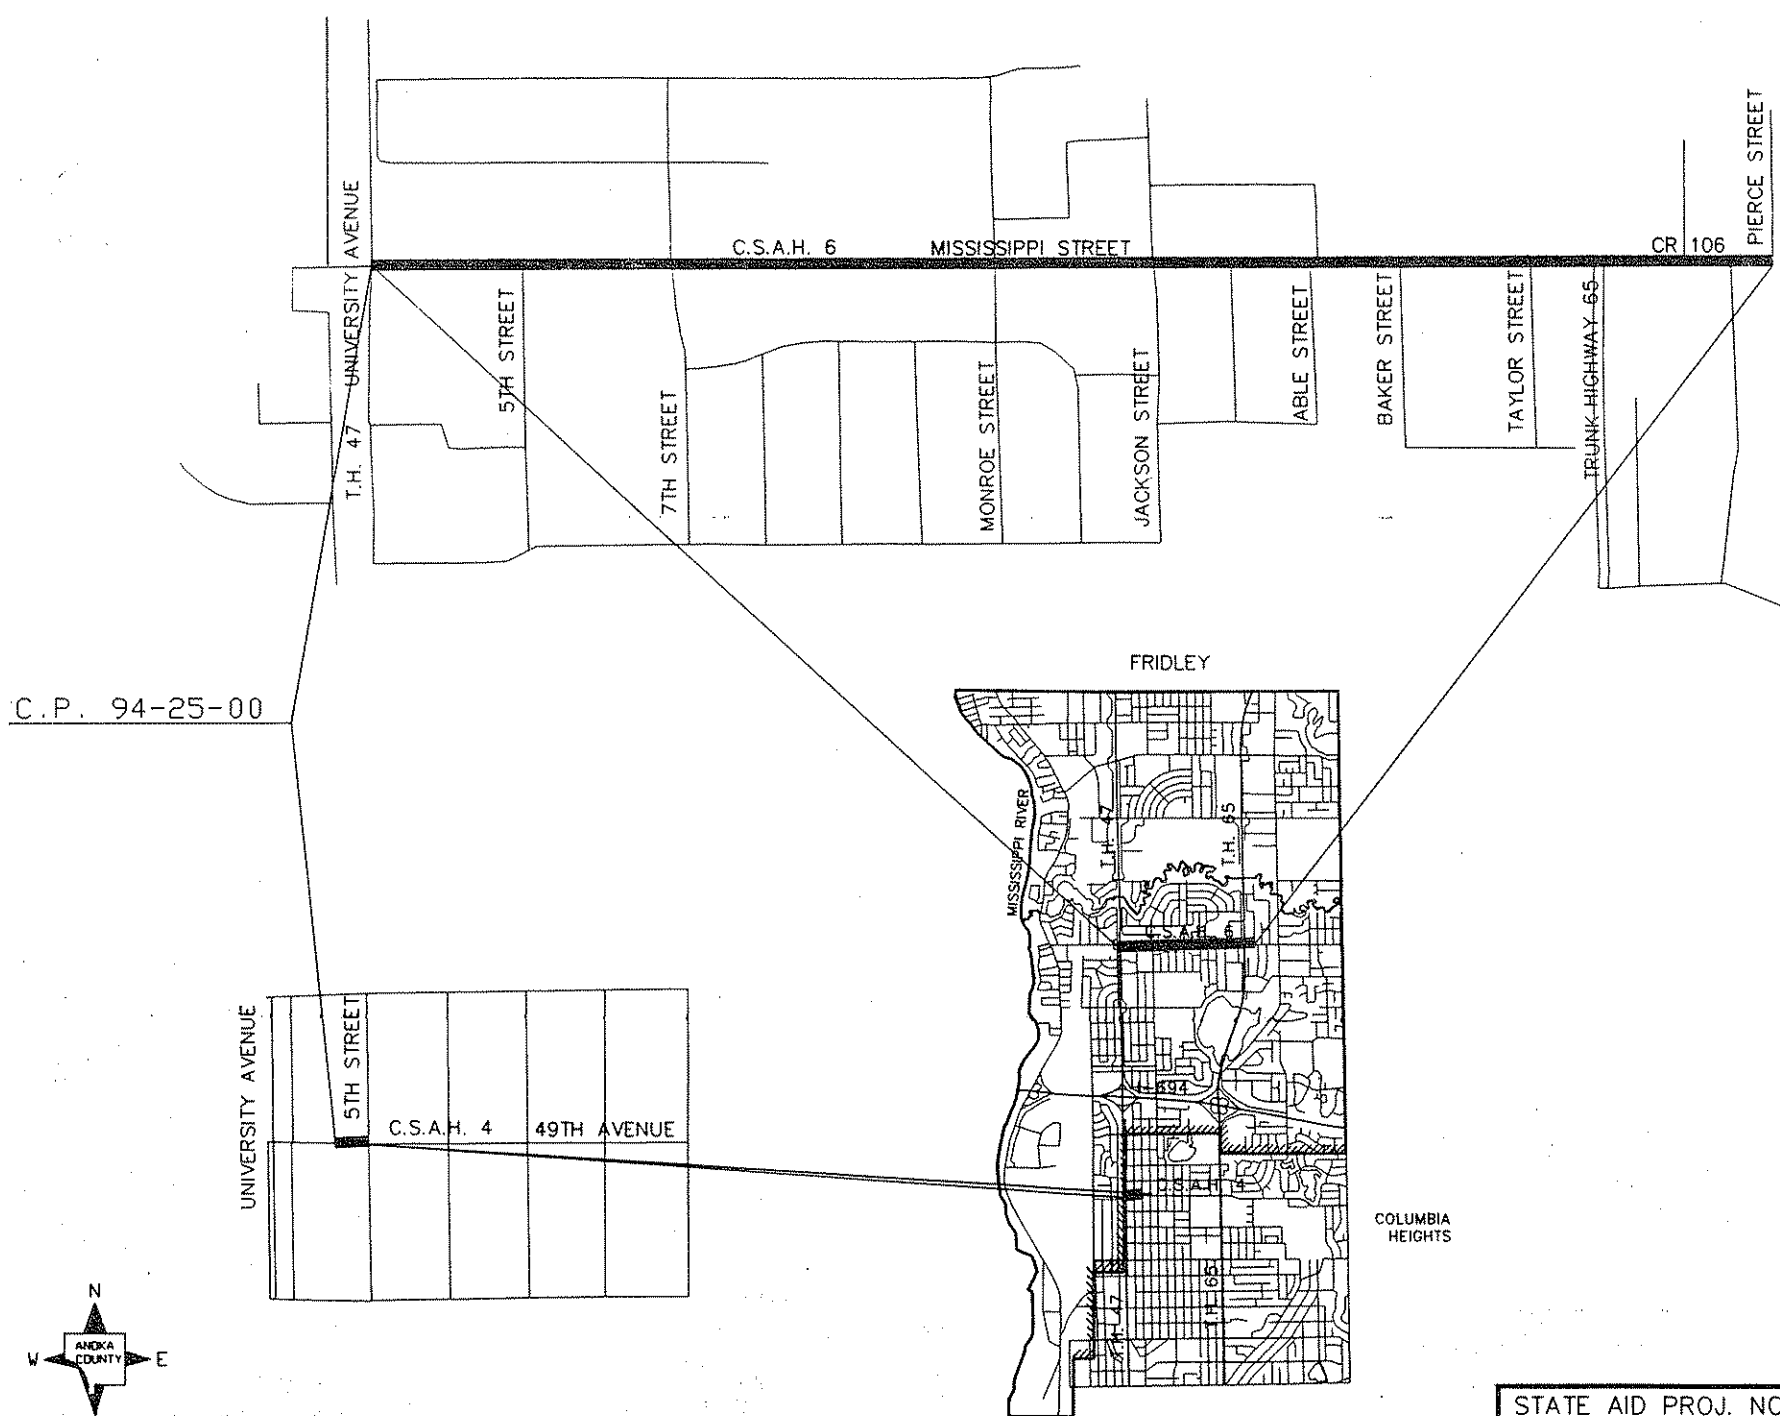 PIERCE STREET
T.H. 47 UNIVERSITY AVENUE
C.S.A.H. 6 MISSISSIPPI STREET
CR 106
5TH STREET
7TH STREET
MONROE STREET
JACKSON STREET
ABLE STREET
BAKER STREET
TAYLOR STREET
TRUNK HIGHWAY 65
FRIDLEY
C.P. 94-25-00
MISSISSIPPI RIVER
T.H. 47
T.H. 65
C.S.A.H. 6
UNIVERSITY AVENUE
5TH STREET
C.S.A.H. 4 49TH AVENUE
I-694
C.S.A.H. 4
COLUMBIA
HEIGHTS
T.H. 47
T.H. 65
N
W
ANOKA
COUNTY
E
STATE AID PROJ. NO